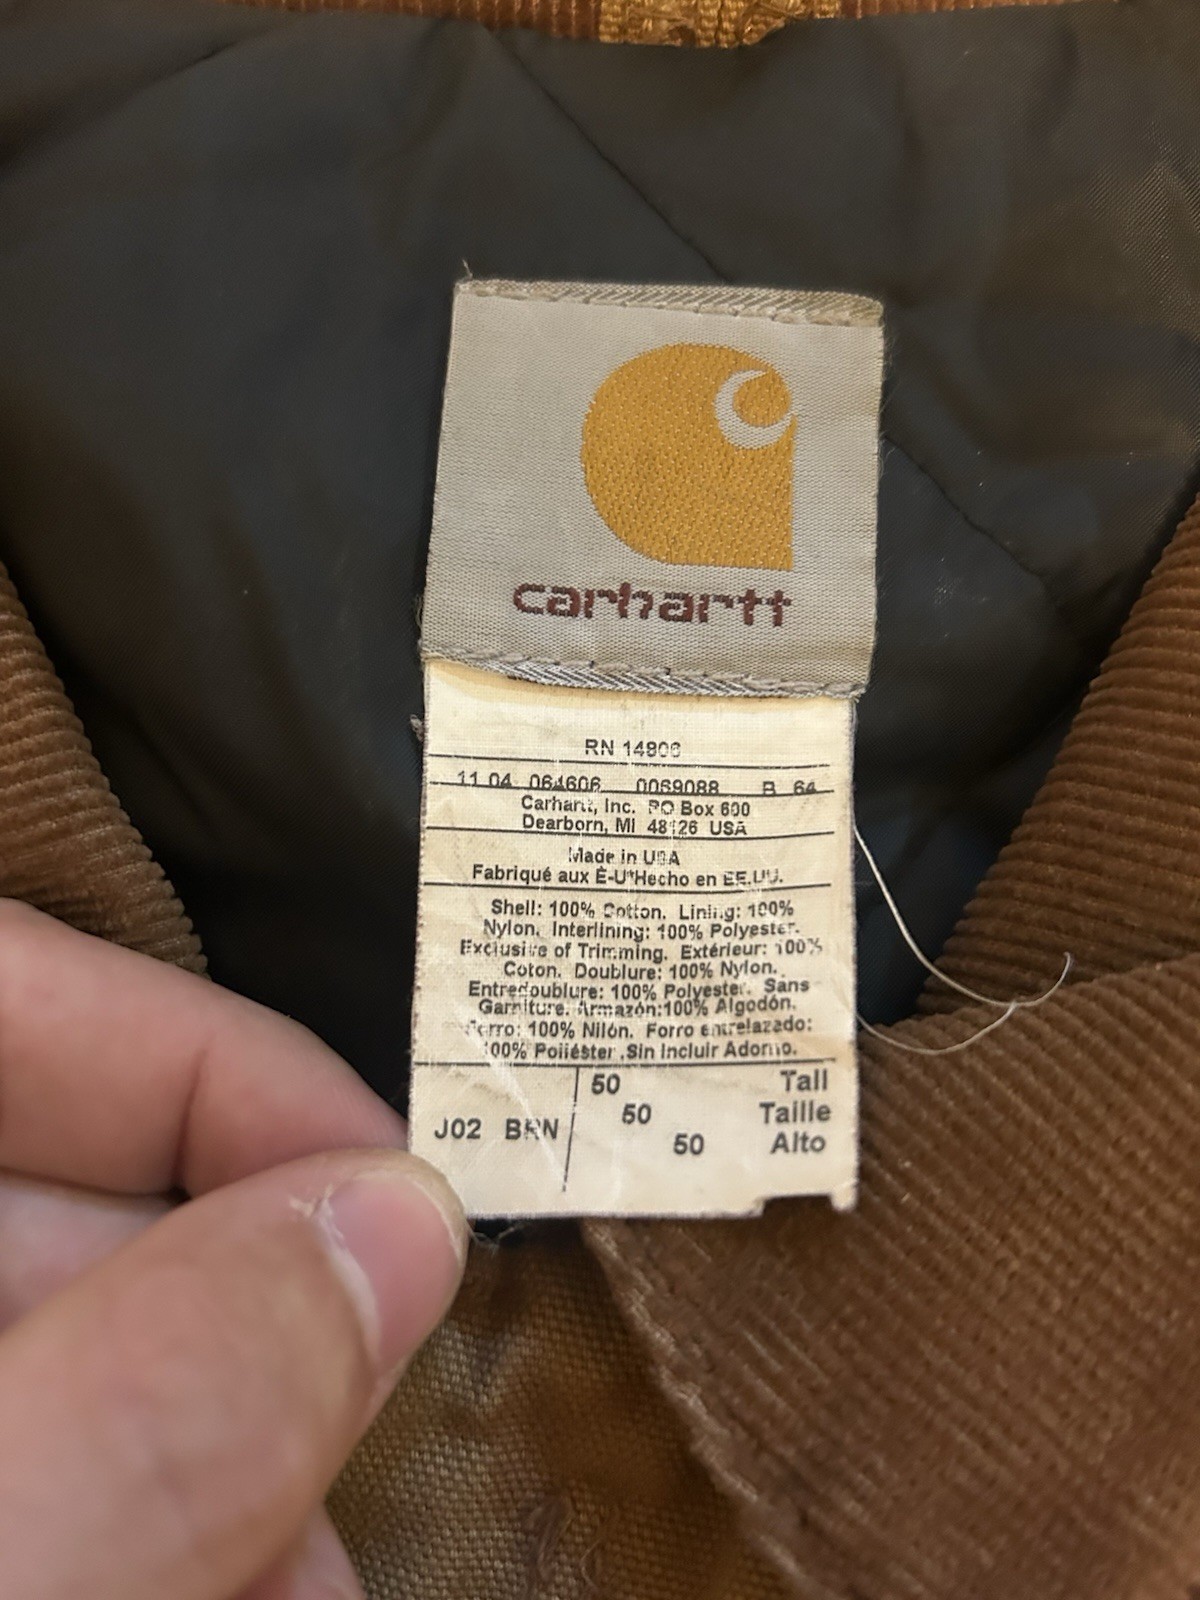 carhartt
RN 14806
11 04 064606 0069088 B 64
Carhartt, Inc. PO Box 600
Dearborn, MI 48126 USA
Made in USA
Fabriqué aux É-U*Hecho en EE.UU.
Shell: 100% Cotton. Lining: 100%
Nylon. Interlining: 100% Polyester.
Exclusive of Trimming. Extérieur: 100%
Coton. Doublure: 100% Nylon.
Entredoublure: 100% Polyester. Sans
Garniture. Armazón:100% Algodón.
Forro: 100% Nilón. Forro entrelazado:
100% Poliéster .Sin Incluir Adorno.
50 Tall
50 Taille
J02 BRN
50 Alto